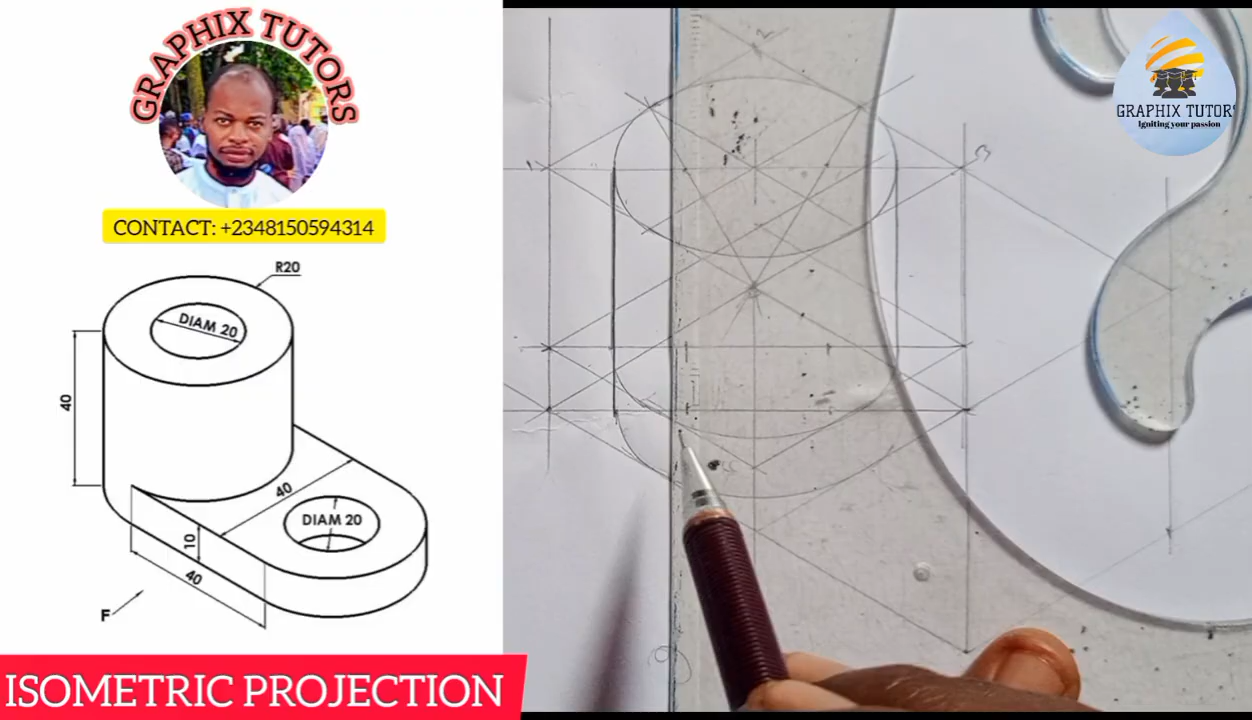 GRAPHIX TUTORS
CONTACT: +2348150594314
R20
DIAM 20
40
40
DIAM 20
10
40
F
ISOMETRIC PROJECTION
GRAPHIX TUTOR
Igniting your passion